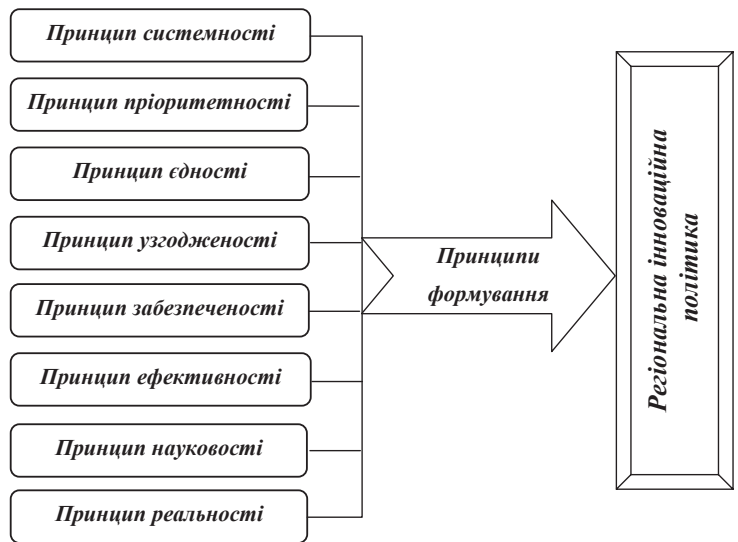 Принцип системності
Принцип пріоритетності
Принцип єдності
Принцип узгодженості
Принцип забезпеченості
Принцип ефективності
Принцип науковості
Принцип реальності
Принципи
формування
Регіональна інноваційна
політика